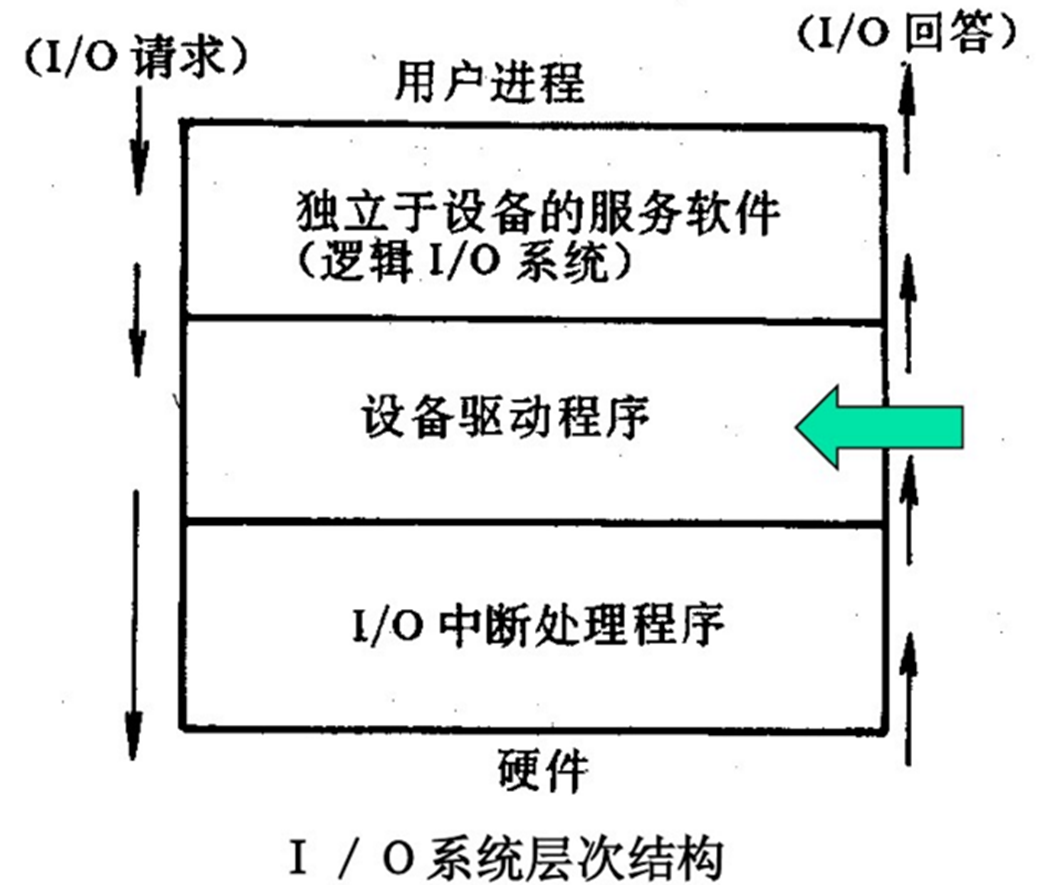 (I/O 请求)
(I/O 回答)
用户进程
独立于设备的服务软件
(逻辑 I/O 系统)
设备驱动程序
I/O 中断处理程序
硬件
I / O 系统层次结构